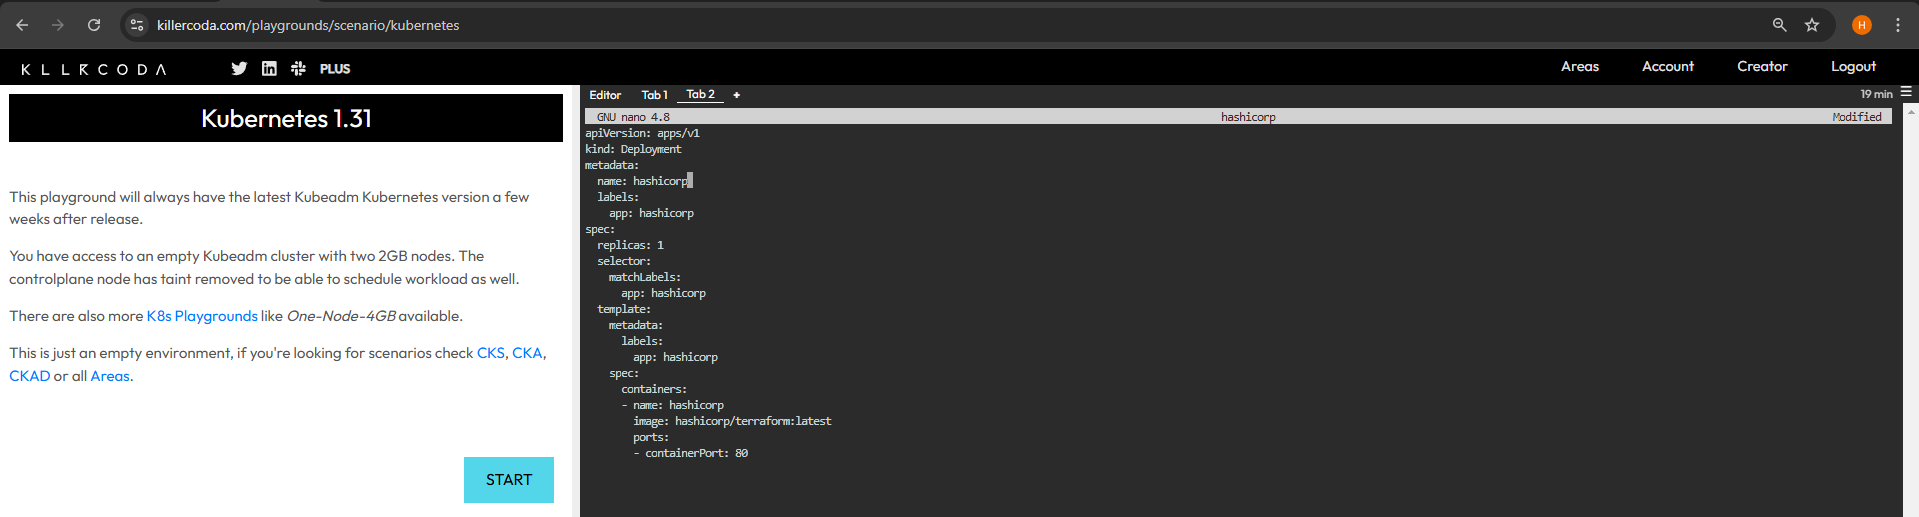 killercoda.com/playgrounds/scenario/kubernetes
H
KLLRCODA
PLUS
Areas
Account
Creator
Logout
Kubernetes 1.31
This playground will always have the latest Kubeadm Kubernetes version a few
weeks after release.
You have access to an empty Kubeadm cluster with two 2GB nodes. The
controlplane node has taint removed to be able to schedule workload as well.
There are also more K8s Playgrounds like One-Node-4GB available.
This is just an empty environment, if you're looking for scenarios check CKS, CKA,
CKAD or all Areas.
START
Editor
Tab 1
Tab 2
+
19 min
GNU nano 4.8
hashicorp
Modified
apiVersion: apps/v1
kind: Deployment
metadata:
  name: hashicorp
  labels:
    app: hashicorp
spec:
  replicas: 1
  selector:
    matchLabels:
      app: hashicorp
  template:
    metadata:
      labels:
        app: hashicorp
    spec:
      containers:
      - name: hashicorp
        image: hashicorp/terraform:latest
        ports:
        - containerPort: 80